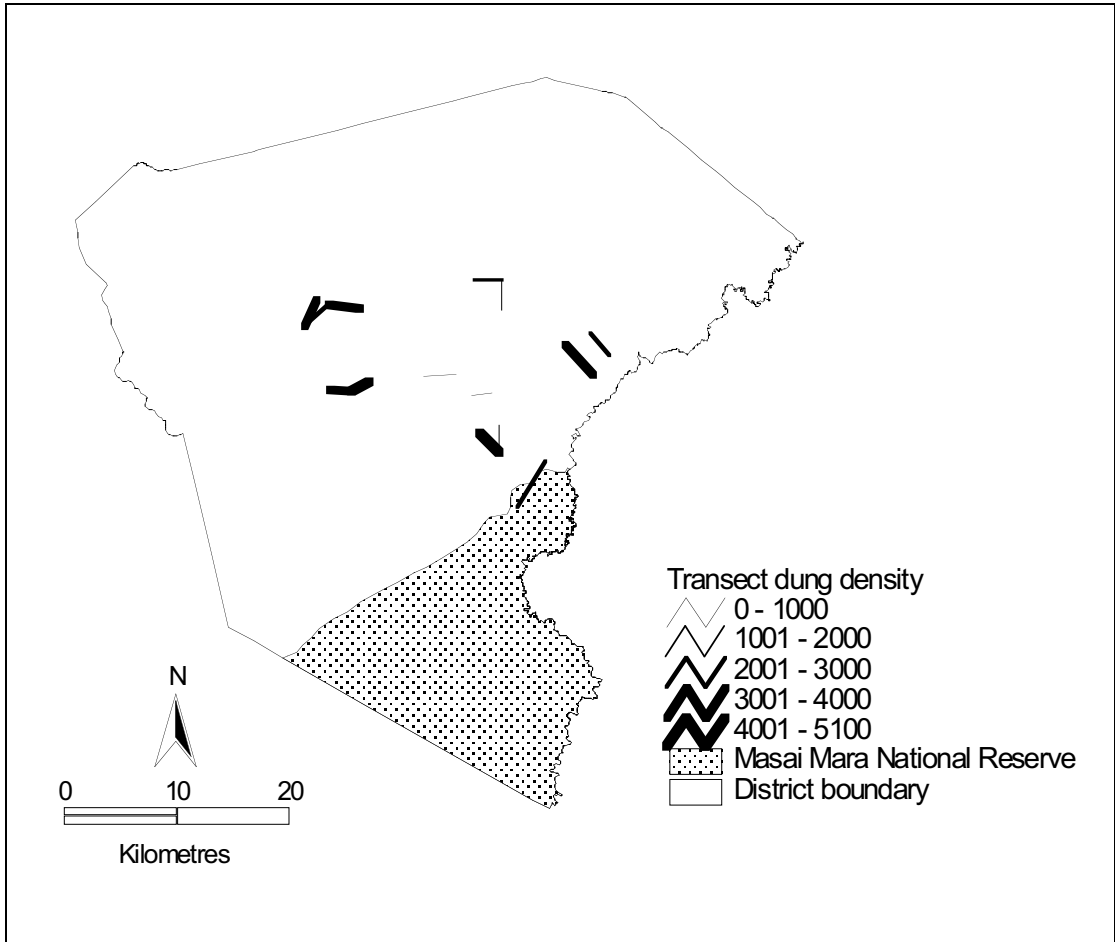 Transect dung density
0 - 1000
1001 - 2000
2001 - 3000
3001 - 4000
4001 - 5100
Masai Mara National Reserve
District boundary
N
0 10 20
Kilometres